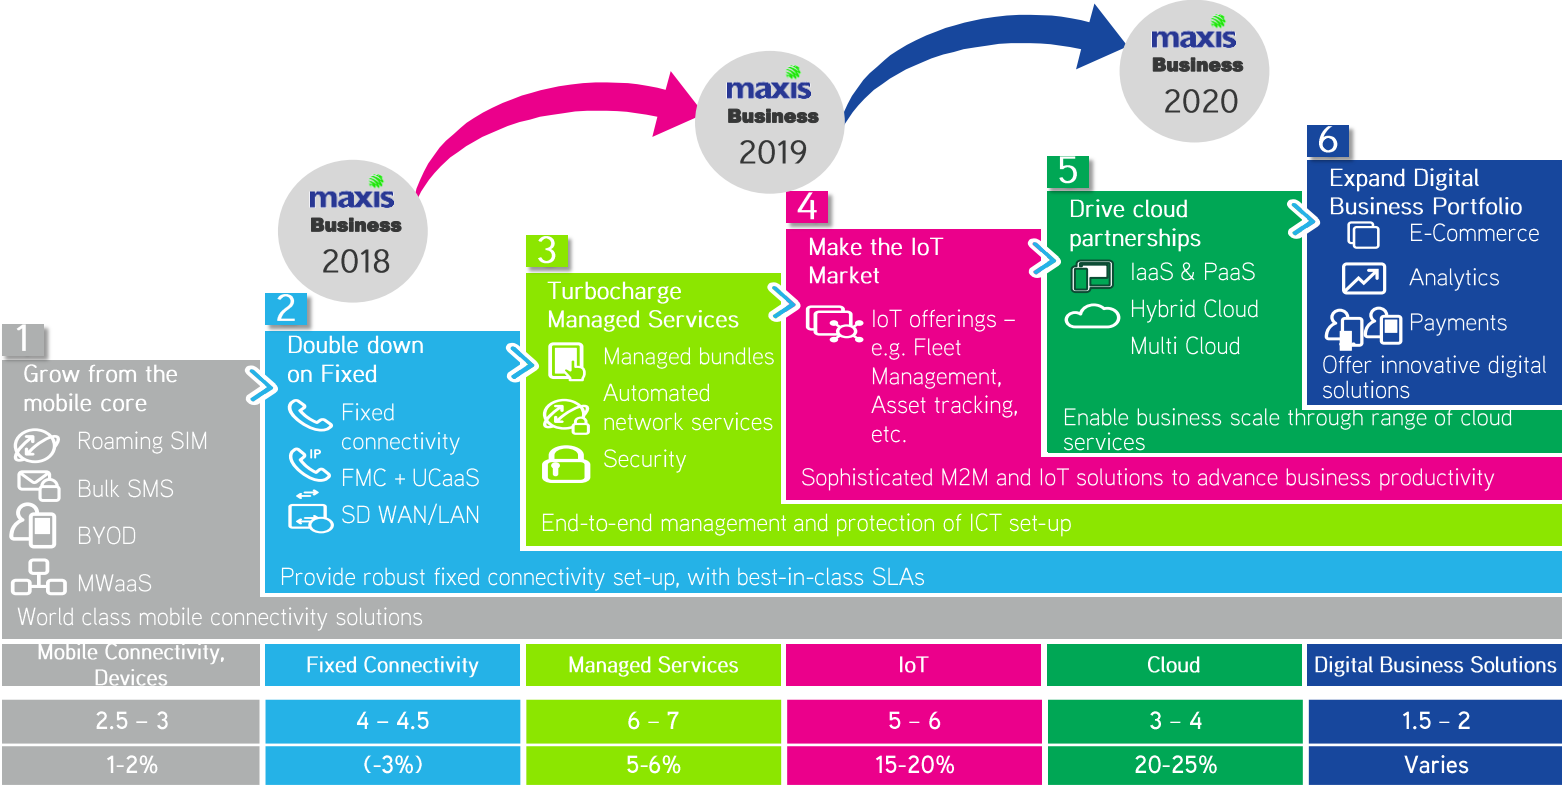 maxis
Business
2018
maxis
Business
2019
maxis
Business
2020
1
Grow from the
mobile core
Roaming SIM
Bulk SMS
BYOD
MWaaS
World class mobile connectivity solutions
2
Double down
on Fixed
Fixed
connectivity
IP
FMC + UCaaS
SD WAN/LAN
Provide robust fixed connectivity set-up, with best-in-class SLAs
3
Turbocharge
Managed Services
Managed bundles
Automated
network services
Security
End-to-end management and protection of ICT set-up
4
Make the IoT
Market
IoT offerings –
e.g. Fleet
Management,
Asset tracking,
etc.
Sophisticated M2M and IoT solutions to advance business productivity
5
Drive cloud
partnerships
IaaS & PaaS
Hybrid Cloud
Multi Cloud
Enable business scale through range of cloud
services
6
Expand Digital
Business Portfolio
E-Commerce
Analytics
Payments
Offer innovative digital
solutions
Mobile Connectivity,
Devices
Fixed Connectivity
Managed Services
IoT
Cloud
Digital Business Solutions
2.5 – 3
4 – 4.5
6 – 7
5 – 6
3 – 4
1.5 – 2
1-2%
(-3%)
5-6%
15-20%
20-25%
Varies